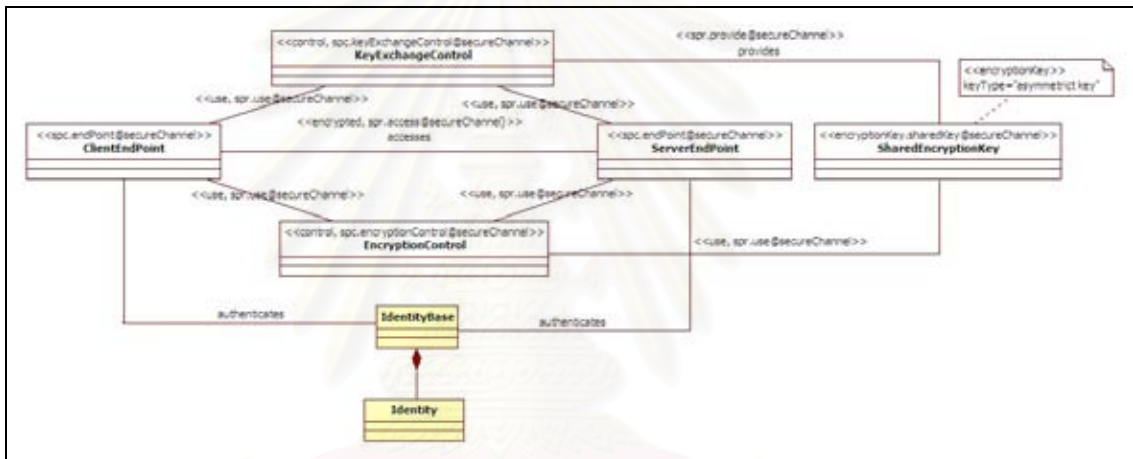 <<control, spc.keyExchangeControl@secureChannel>>
KeyExchangeControl
<<spr.provide@secureChannel>>
provides
<<encryptionKey>>
keyType="asymmetrict key"
<<use, spr.use@secureChannel>>
<<use, spr.use@secureChannel>>
<<spc.endPoint@secureChannel>>
ClientEndPoint
<<encrypted, spr.access@secureChannel}>>
accesses
<<spc.endPoint@secureChannel>>
ServerEndPoint
<<encryptionKey.sharedKey@secureChannel>>
SharedEncryptionKey
<<use, spr.use@secureChannel>>
<<use, spr.use@secureChannel>>
<<control, spc.encryptionControl@secureChannel>>
EncryptionControl
<<use, spr.use@secureChannel>>
authenticates
IdentityBase
authenticates
Identity